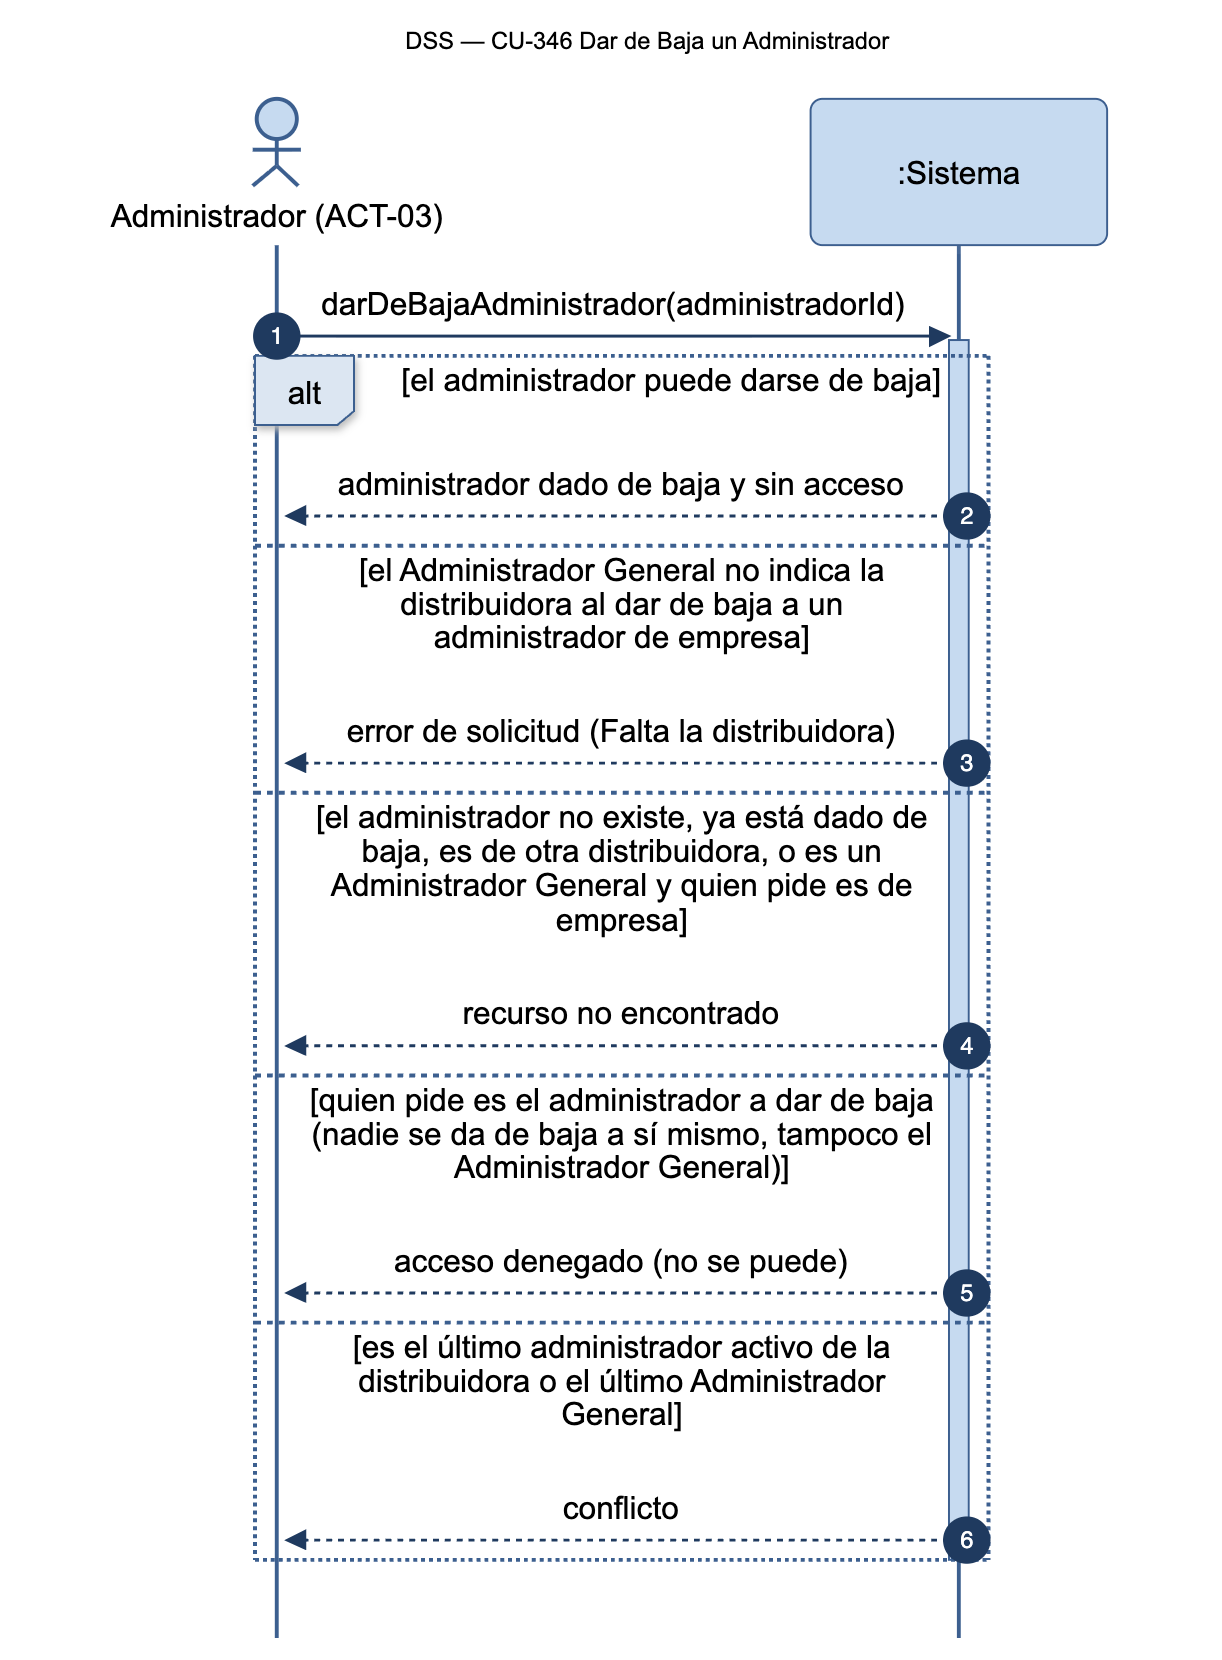 DSS — CU-346 Dar de Baja un Administrador
Administrador (ACT-03)
:Sistema
darDeBajaAdministrador(administradorId)
1
alt
[el administrador puede darse de baja]
administrador dado de baja y sin acceso
2
[el Administrador General no indica la
distribuidora al dar de baja a un
administrador de empresa]
error de solicitud (Falta la distribuidora)
3
[el administrador no existe, ya está dado de
baja, es de otra distribuidora, o es un
Administrador General y quien pide es de
empresa]
recurso no encontrado
4
[quien pide es el administrador a dar de baja
(nadie se da de baja a sí mismo, tampoco el
Administrador General)]
acceso denegado (no se puede)
5
[es el último administrador activo de la
distribuidora o el último Administrador
General]
conflicto
6